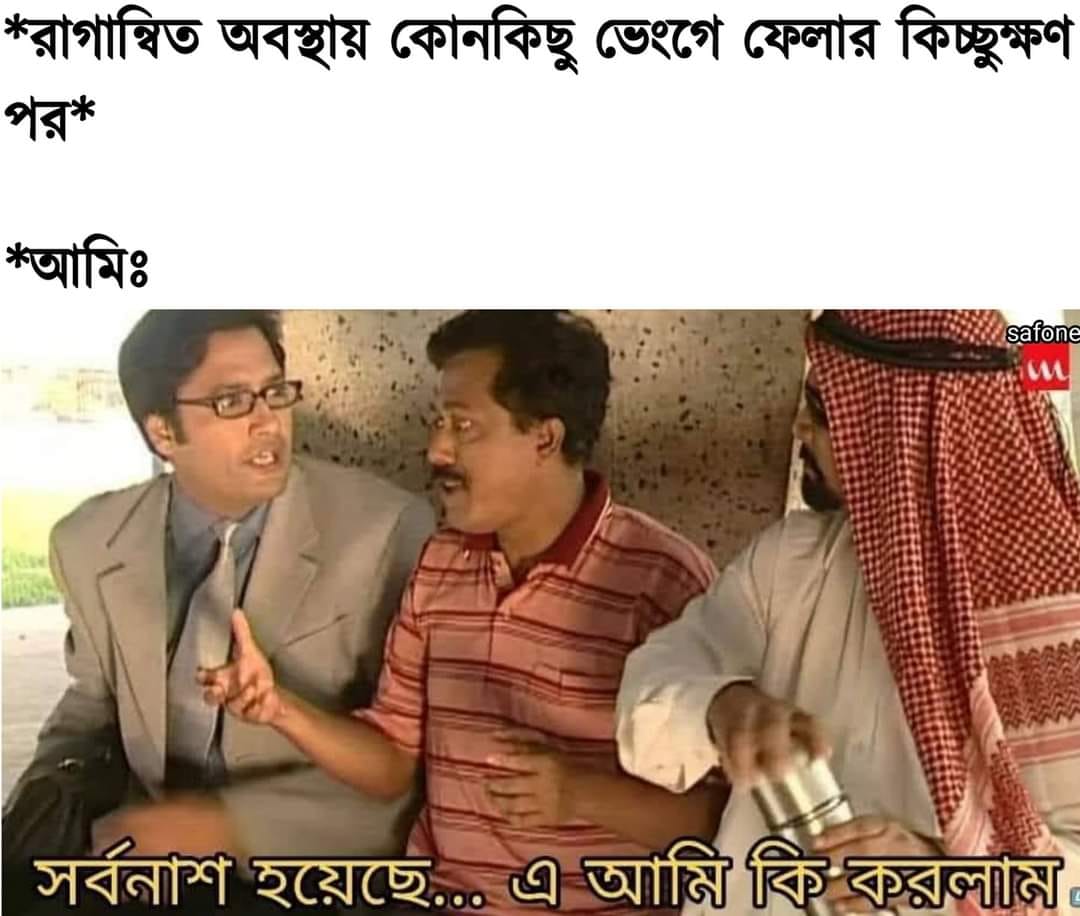 *রাগান্বিত অবস্থায় কোনকিছু ভেংগে ফেলার কিচ্ছুক্ষণ
পর*
*আমিঃ
safone
সর্বনাশ হয়েছে... এ আমি কি করলাম